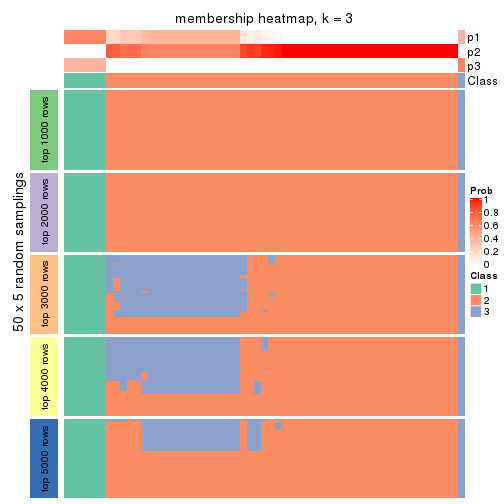 membership heatmap, k = 3
p1
p2
p3
Class
50 x 5 random samplings
top 1000 rows
top 2000 rows
top 3000 rows
top 4000 rows
top 5000 rows
Prob
1
0.8
0.6
0.4
0.2
0
Class
1
2
3